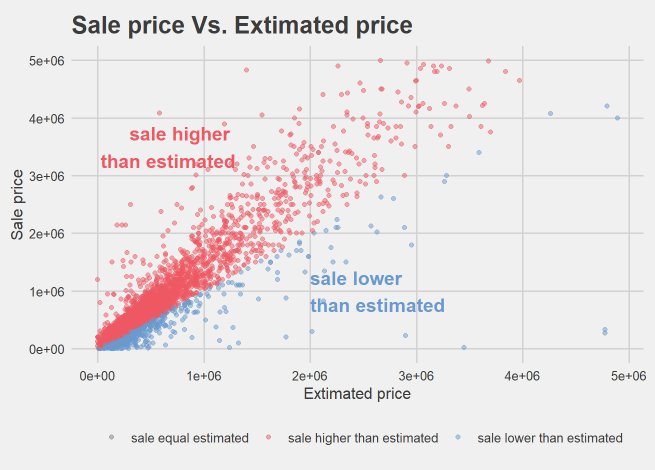 Sale price Vs. Extimated price
5e+06
4e+06
3e+06
2e+06
1e+06
0e+00
Sale price
sale higher
than estimated
sale lower
than estimated
0e+00 1e+06 2e+06 3e+06 4e+06 5e+06
Extimated price
sale equal estimated sale higher than estimated sale lower than estimated